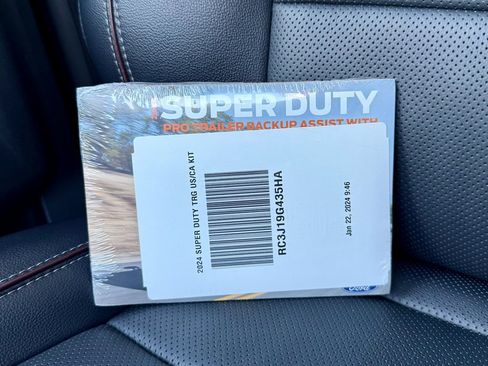 SUPER DUTY
PRO TRAILER BACKUP ASSIST WITH
2024 SUPER DUTY TRG US/CA KIT
RC3J19G435HA
Jan 22, 2024 9:46
Ford